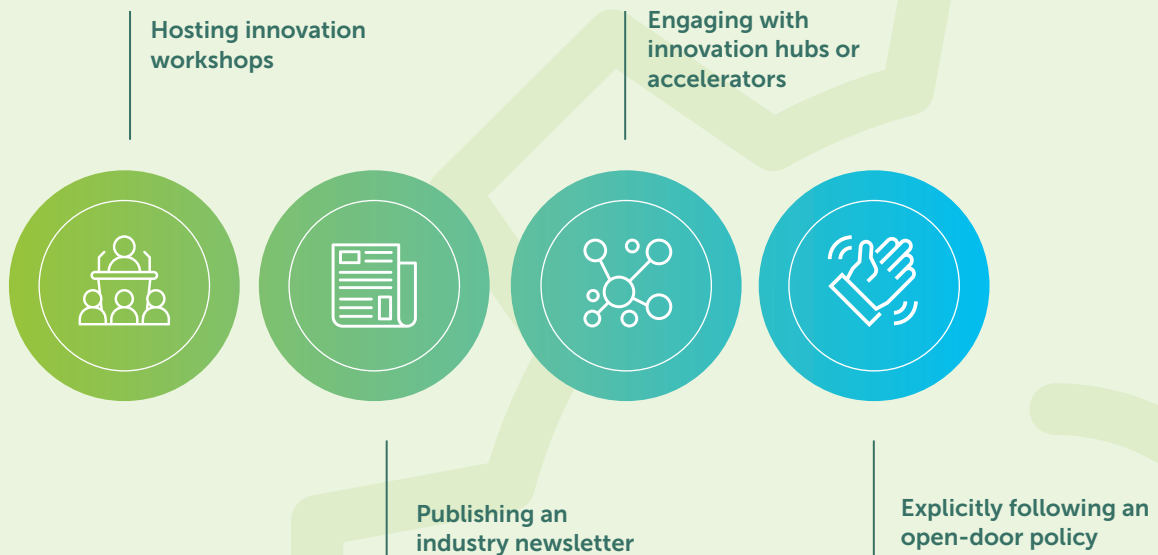 Hosting innovation
workshops
Engaging with
innovation hubs or
accelerators
Publishing an
industry newsletter
Explicitly following an
open-door policy